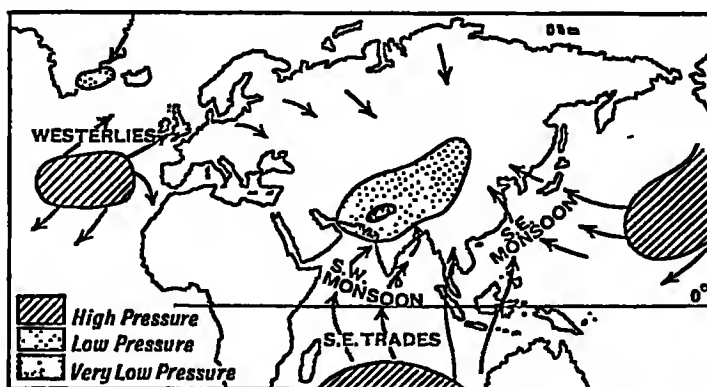 WESTERLIES
S.W.
MONSOON
S.E.
MONSOON
0°
S.E.TRADES
High Pressure
Low Pressure
Very Low Pressure